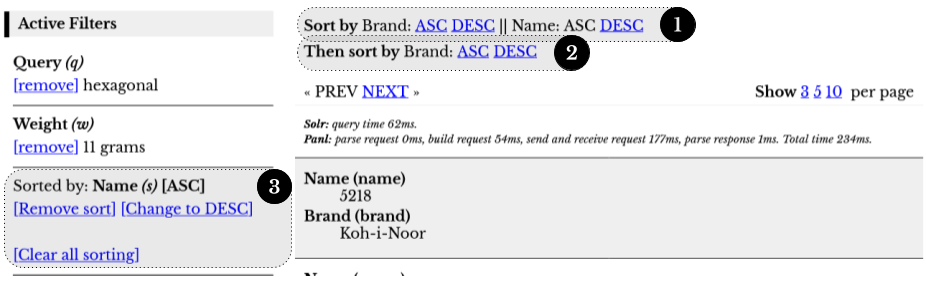 Active Filters
Query (q)
[remove] hexagonal
Weight (w)
[remove] 11 grams
Sorted by: Name (s) [ASC]
3
[Remove sort] [Change to DESC]
[Clear all sorting]
Sort by Brand: ASC DESC || Name: ASC DESC
1
Then sort by Brand: ASC DESC
2
« PREV NEXT » Show 3 5 10 per page
Solr: query time 62ms.
Panl: parse request 0ms, build request 54ms, send and receive request 177ms, parse response 1ms. Total time 234ms.
Name (name)
5218
Brand (brand)
Koh-i-Noor